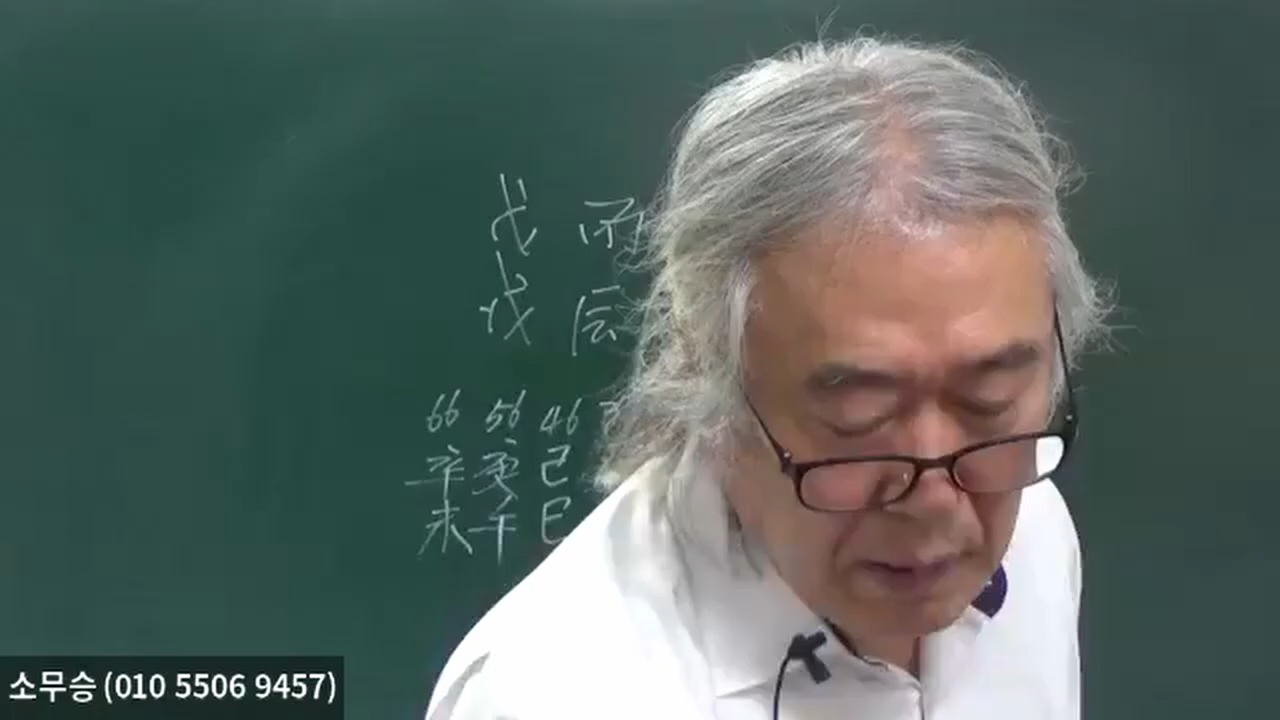 戊 丙
戌 辰
66 56 46
辛 庚 己
未 午 巳
소무승 (010 5506 9457)